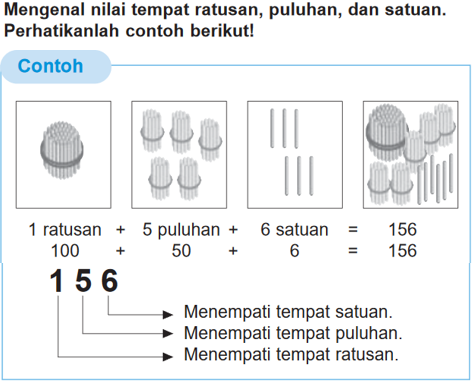 Mengenal nilai tempat ratusan, puluhan, dan satuan.
Perhatikanlah contoh berikut!
Contoh
1 ratusan + 5 puluhan + 6 satuan = 156
100 + 50 + 6 = 156
1 5 6
Menempati tempat satuan.
Menempati tempat puluhan.
Menempati tempat ratusan.